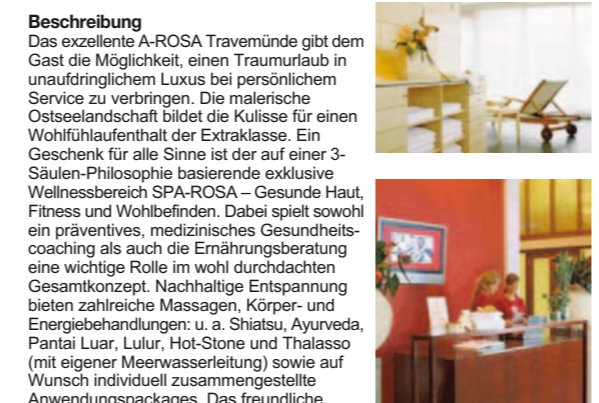 Beschreibung
Das exzellente A-ROSA Travemünde gibt dem
Gast die Möglichkeit, einen Traumurlaub in
unaufdringlichem Luxus bei persönlichem
Service zu verbringen. Die malerische
Ostseelandschaft bildet die Kulisse für einen
Wohlfühlaufenthalt der Extraklasse. Ein
Geschenk für alle Sinne ist der auf einer 3-
Säulen-Philosophie basierende exklusive
Wellnessbereich SPA-ROSA – Gesunde Haut,
Fitness und Wohlbefinden. Dabei spielt sowohl
ein präventives, medizinisches Gesundheits-
coaching als auch die Ernährungsberatung
eine wichtige Rolle im wohl durchdachten
Gesamtkonzept. Nachhaltige Entspannung
bieten zahlreiche Massagen, Körper- und
Energiebehandlungen: u. a. Shiatsu, Ayurveda,
Pantai Luar, Lulur, Hot-Stone und Thalasso
(mit eigener Meerwasserleitung) sowie auf
Wunsch individuell zusammengestellte
Anwendungspackages. Das freundliche